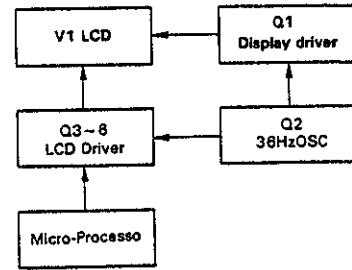 V1 LCD
Q1
Display driver
Q3~6
LCD Driver
Q2
36HzOSC
Micro-Processo